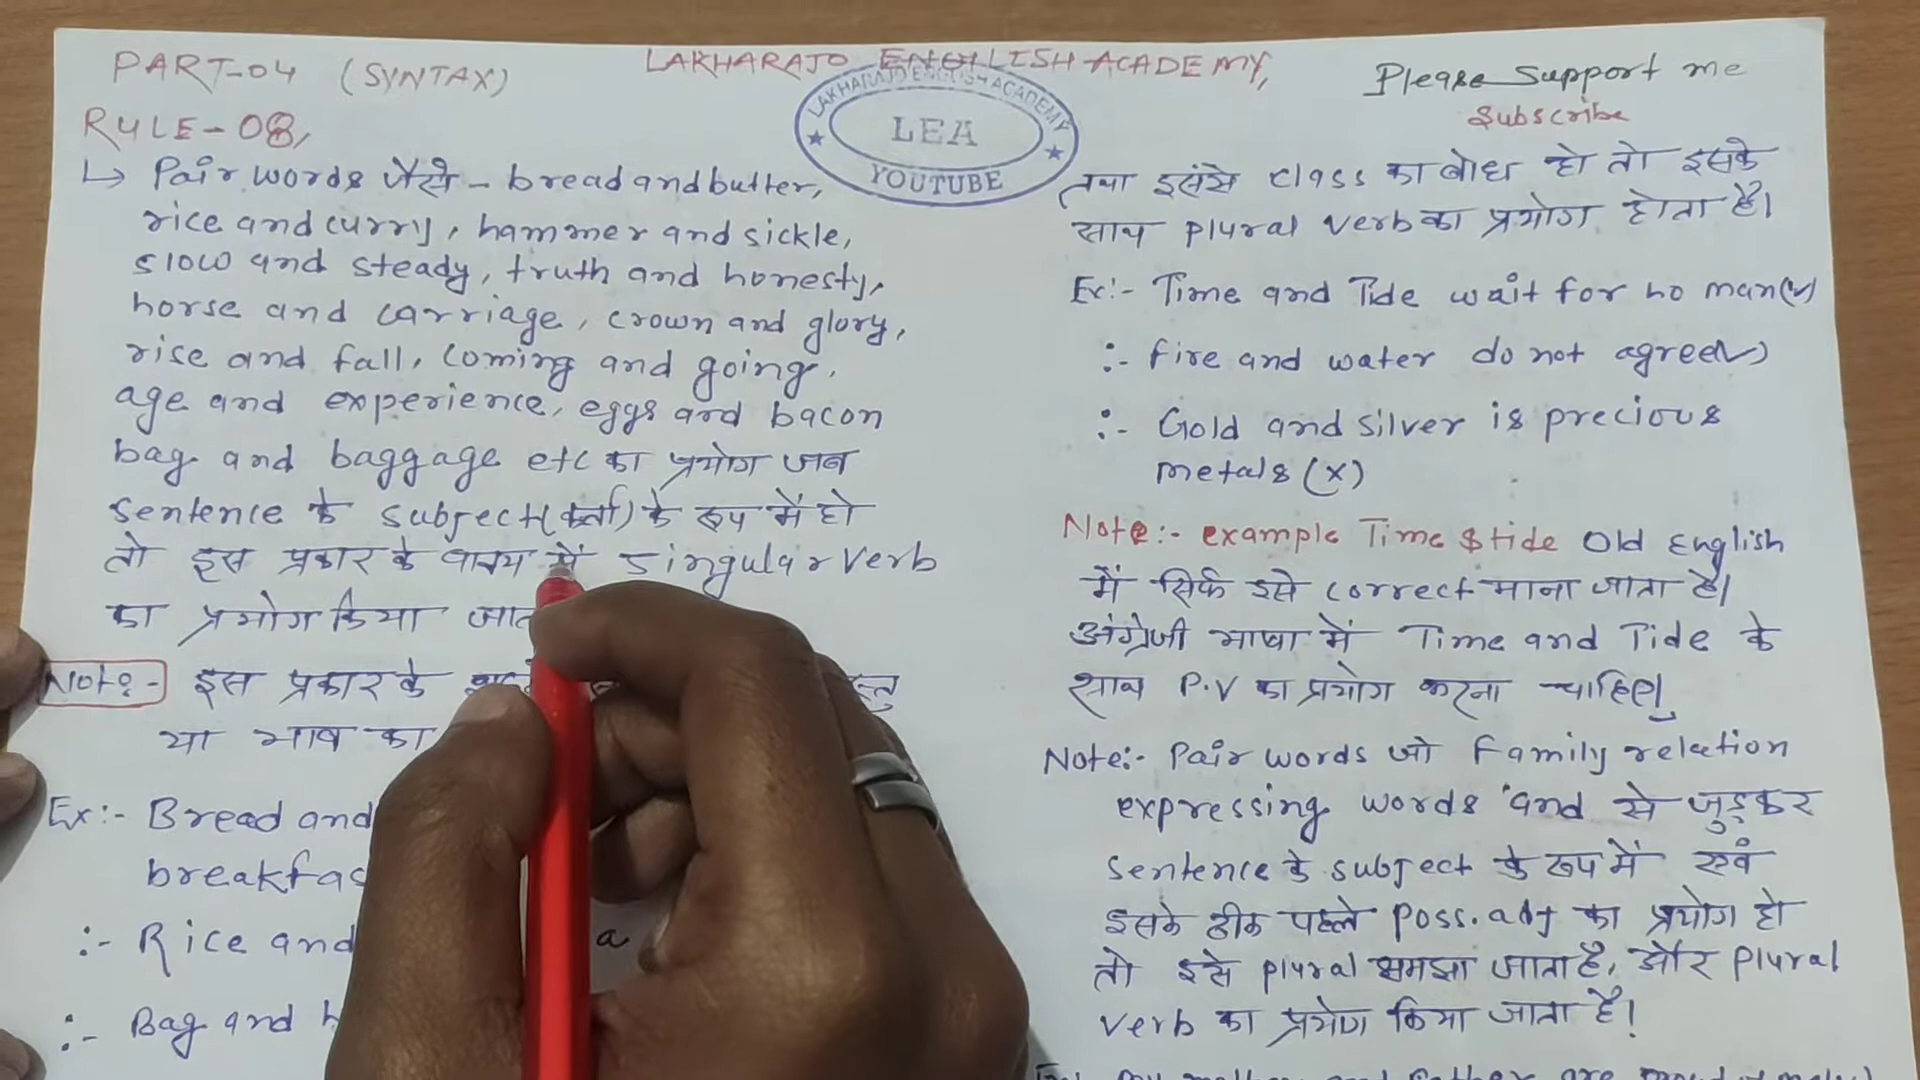 PART-04 (SYNTAX)
LAKHARAJO ENGLISH ACADEMY,
Please Support me
Subscribe
LAKHARAJO ENGLISH ACADEMY
LEA
YOUTUBE
RULE-08,
↳ Pair words जैसे - bread and butter,
rice and curry, hammer and sickle,
slow and steady, truth and honesty,
horse and carriage, crown and glory,
rise and fall, coming and going,
age and experience, eggs and bacon
bag and baggage etc का प्रयोग जब
sentence के subject (कर्ता) के रूप में हो
तो इस प्रकार के वाक्य में singular verb
का प्रयोग किया
Note:- इस प्रकार के
या भाव का
Ex:- Bread and
:- Rice and a
:- Bag and
तथा इससे class का बोध हो तो इसके
साथ plural verb का प्रयोग होता है।
Ex:- Time and Tide wait for no man(✓)
:- fire and water do not agree(✓)
:- Gold and silver is precious
metals (x)
Note:- example Time & tide Old English
में सिर्फ इसे correct माना जाता है।
अंग्रेजी भाषा में Time and Tide के
साथ P.V का प्रयोग करना चाहिए,
Note:- Pair words जो Family relection
expressing words 'and से जुड़कर
sentence के subject के रूप में एवं
इसके ठीक पहले Poss. adj का प्रयोग हो
तो इसे plural समझा जाता है, और plural
verb का प्रयोग किया जाता है!